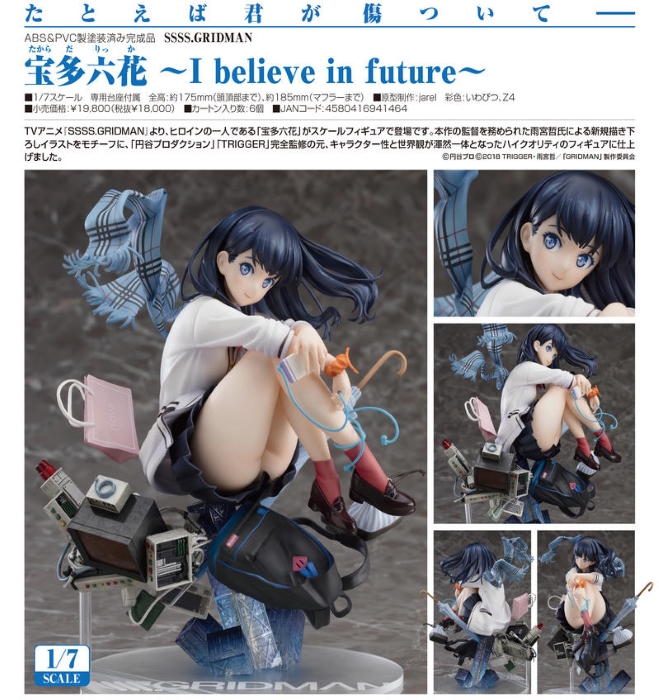 たとえば君が傷ついて――
ABS&PVC製塗装済み完成品 SSSS.GRIDMAN
たから だ りっ か
宝多六花 ～I believe in future～
■1/7スケール 専用台座付属 全高:約175mm(頭頂部まで)、約185mm(マフラーまで) ■原型制作:jarel 彩色:いわびつ、Z4
■小売価格:￥19,800(税抜￥18,000) ■カートン入り数:6個 ■JANコード:4580416941464
TVアニメ『SSSS.GRIDMAN』より、ヒロインの一人である「宝多六花」がスケールフィギュアで登場です。本作の監督を務められた雨宮哲氏による新規描き下
ろしイラストをモチーフに、「円谷プロダクション」「TRIGGER」完全監修の元、キャラクター性と世界観が渾然一体となったハイクオリティのフィギュアに仕上
げました。
©円谷プロ ©2018 TRIGGER・雨宮哲／「GRIDMAN」製作委員会
SSSS.GRIDMAN
1/7
SCALE